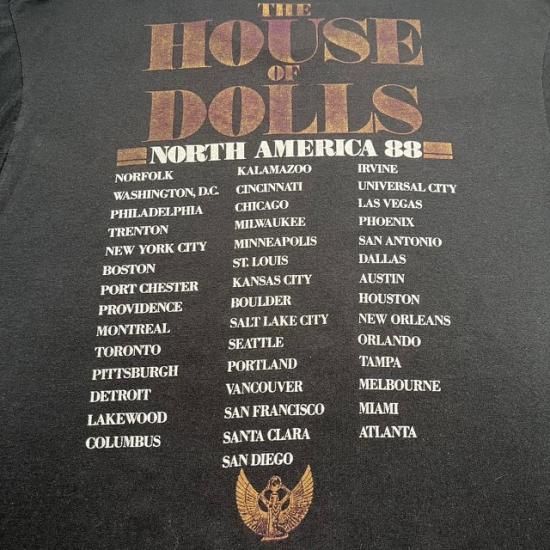 THE
HOUSE
OF
DOLLS
NORTH AMERICA 88
NORFOLK
WASHINGTON, D.C.
PHILADELPHIA
TRENTON
NEW YORK CITY
BOSTON
PORT CHESTER
PROVIDENCE
MONTREAL
TORONTO
PITTSBURGH
DETROIT
LAKEWOOD
COLUMBUS
KALAMAZOO
CINCINNATI
CHICAGO
MILWAUKEE
MINNEAPOLIS
ST. LOUIS
KANSAS CITY
BOULDER
SALT LAKE CITY
SEATTLE
PORTLAND
VANCOUVER
SAN FRANCISCO
SANTA CLARA
SAN DIEGO
IRVINE
UNIVERSAL CITY
LAS VEGAS
PHOENIX
SAN ANTONIO
DALLAS
AUSTIN
HOUSTON
NEW ORLEANS
ORLANDO
TAMPA
MELBOURNE
MIAMI
ATLANTA